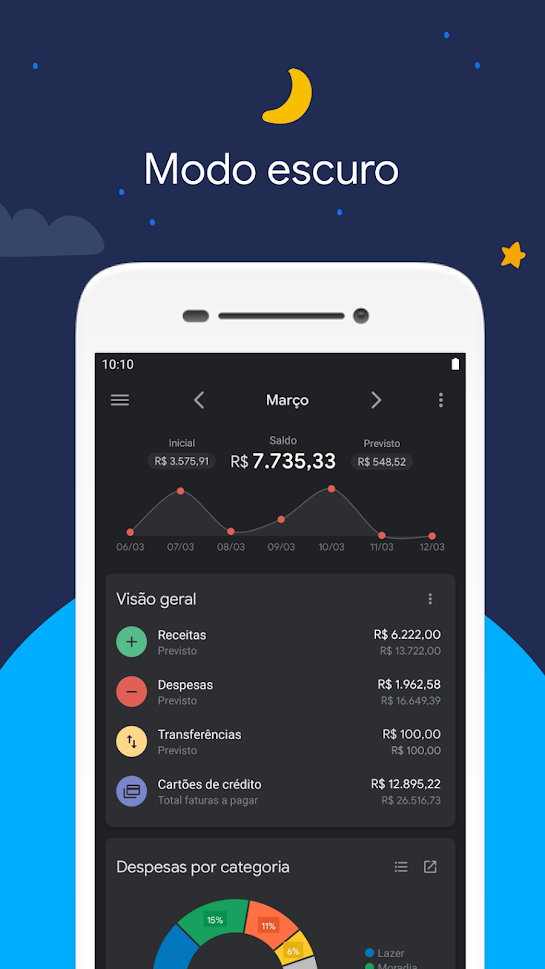 Modo escuro
10:10
Março
Inicial Saldo Previsto
R$ 3.575,91 R$ 7.735,33 R$ 548,52
06/03 07/03 08/03 09/03 10/03 11/03 12/03
Visão geral
Receitas R$ 6.222,00
Previsto R$ 13.722,00
Despesas R$ 1.962,58
Previsto R$ 16.649,39
Transferências R$ 100,00
Previsto R$ 100,00
Cartões de crédito R$ 12.895,22
Total faturas a pagar R$ 26.516,73
Despesas por categoria
15% 11%
6%
Lazer
Moradia